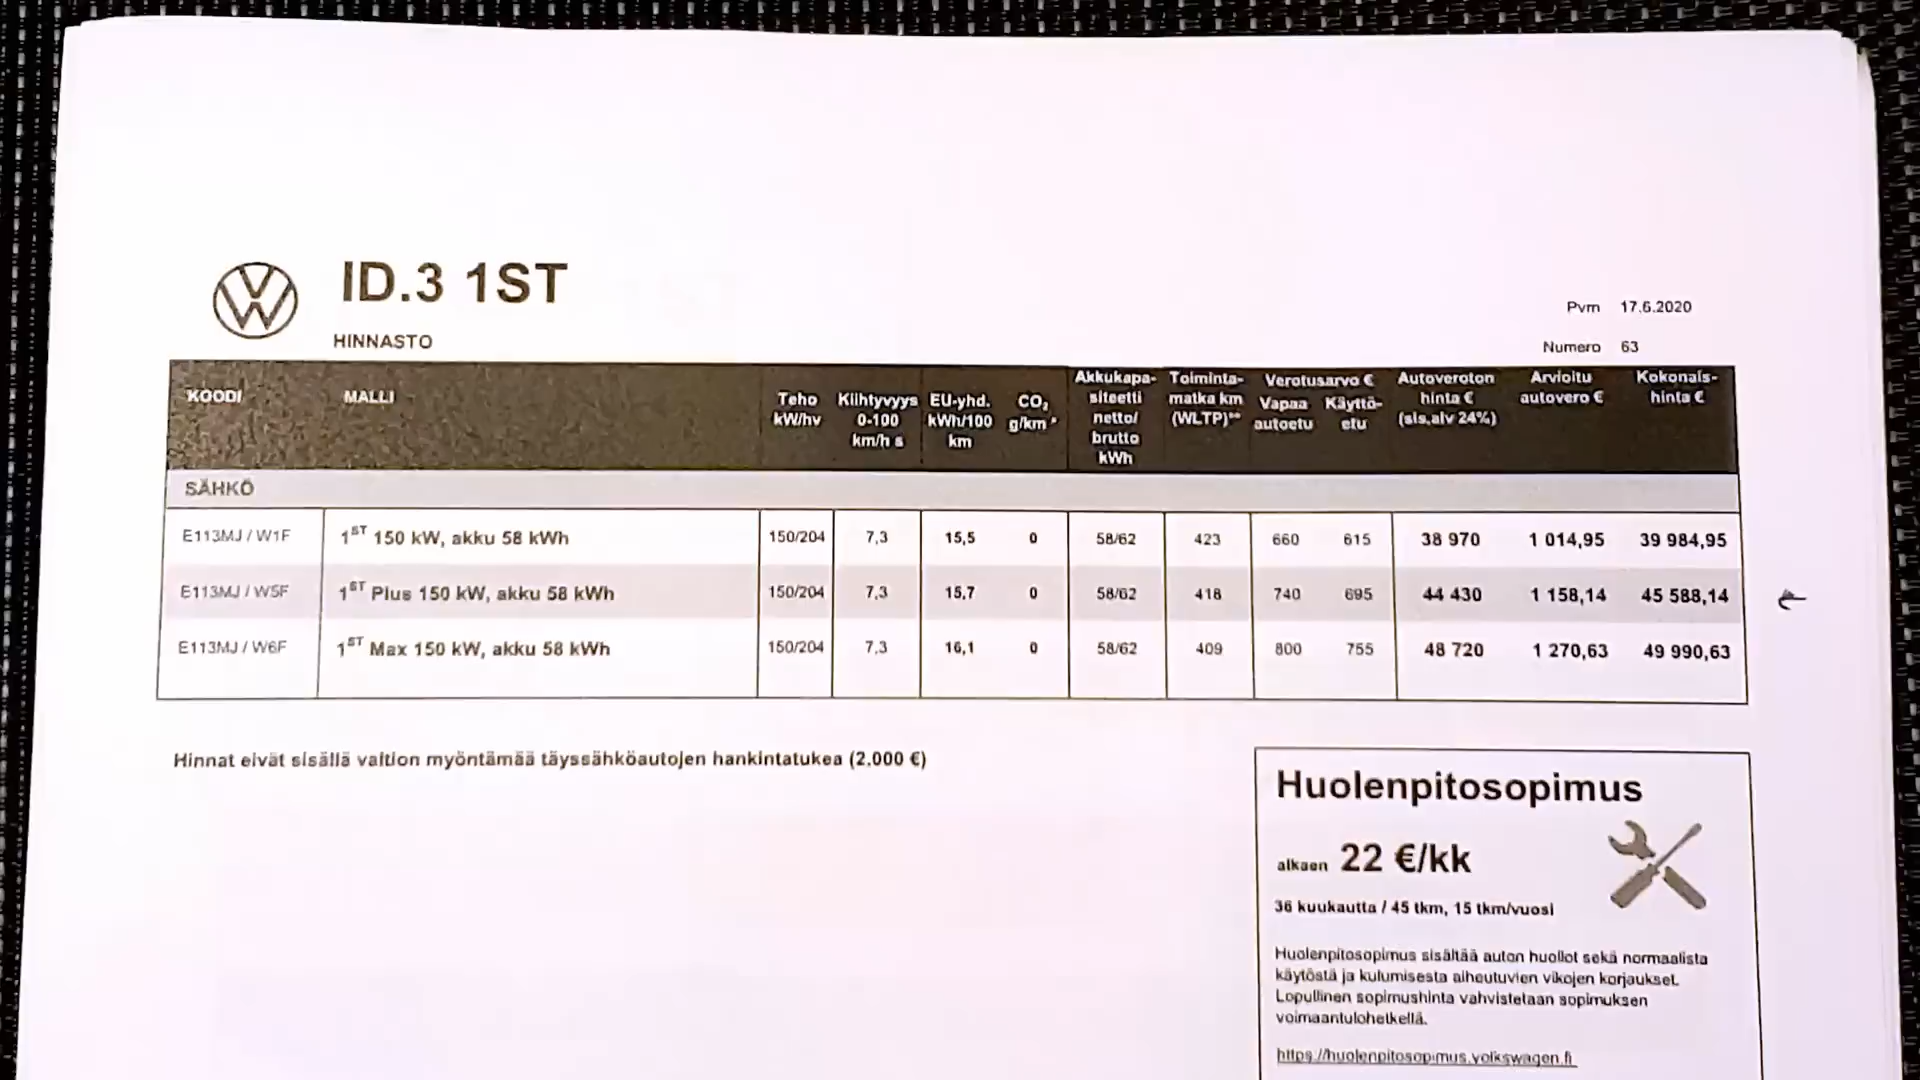 ID.3 1ST
HINNASTO
Pvm 17.6.2020
Numero 63
KOODI MALLI Teho kW/hv Kiihtyvyys 0-100 km/h s EU-yhd. kWh/100 km CO₂ g/km * Akkukapa-siteetti netto/ brutto kWh Toiminta-matka km (WLTP)** Verotusarvo € Vapaa autoetu Käyttö-etu Autoveroton hinta € (sis.alv 24%) Arvioitu autovero € Kokonais-hinta €
SÄHKÖ
E113MJ / W1F 1ST 150 kW, akku 58 kWh 150/204 7,3 15,5 0 58/62 423 660 615 38 970 1 014,95 39 984,95
E113MJ / W5F 1ST Plus 150 kW, akku 58 kWh 150/204 7,3 15,7 0 58/62 418 740 695 44 430 1 158,14 45 588,14
E113MJ / W6F 1ST Max 150 kW, akku 58 kWh 150/204 7,3 16,1 0 58/62 409 800 755 48 720 1 270,63 49 990,63
Hinnat eivät sisällä valtion myöntämää täyssähköautojen hankintatukea (2.000 €)
Huolenpitosopimus
alkaen 22 €/kk
36 kuukautta / 45 tkm, 15 tkm/vuosi
Huolenpitosopimus sisältää auton huollot sekä normaalista
käytöstä ja kulumisesta aiheutuvien vikojen korjaukset.
Lopullinen sopimushinta vahvistetaan sopimuksen
voimaantulohetkellä.
https://huolenpitosopimus.volkswagen.fi